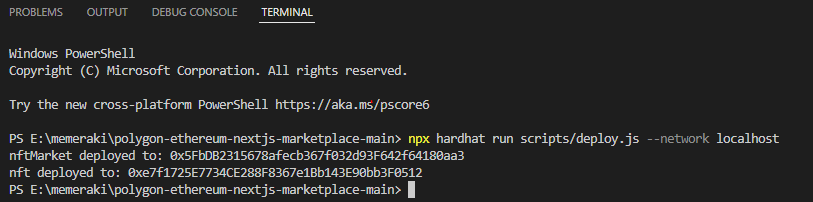 PROBLEMS OUTPUT DEBUG CONSOLE TERMINAL
Windows PowerShell
Copyright (C) Microsoft Corporation. All rights reserved.
Try the new cross-platform PowerShell https://aka.ms/pscore6
PS E:\memeraki\polygon-ethereum-nextjs-marketplace-main> npx hardhat run scripts/deploy.js --network localhost
nftMarket deployed to: 0x5FbDB2315678afecb367f032d93F642f64180aa3
nft deployed to: 0xe7f1725E7734CE288F8367e1Bb143E90bb3F0512
PS E:\memeraki\polygon-ethereum-nextjs-marketplace-main>